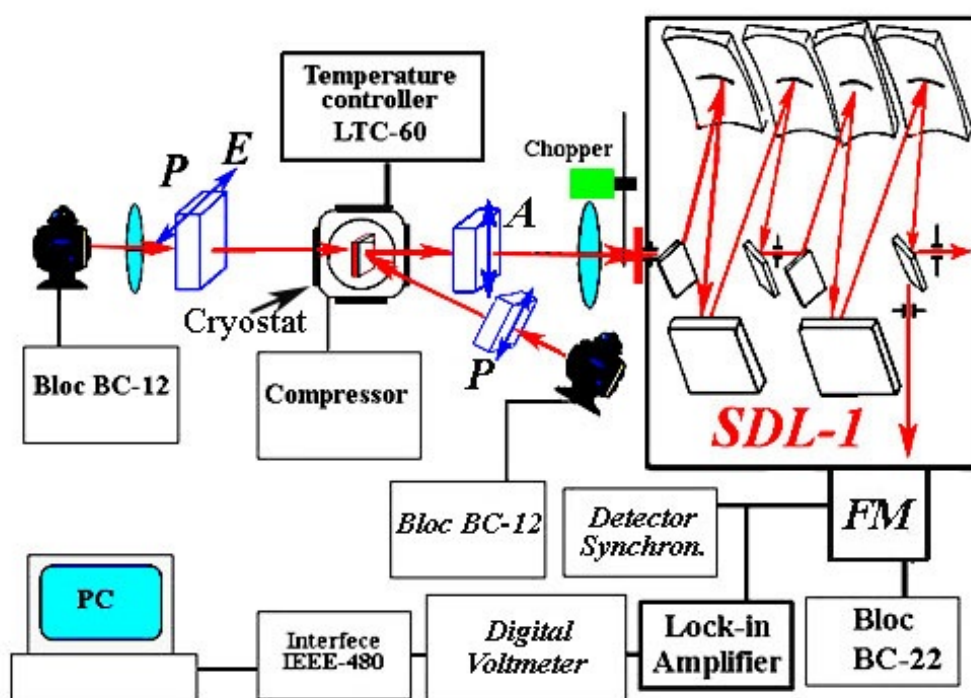 Temperature
controller
LTC-60
Chopper
P
E
A
Cryostat
P
Bloc BC-12
Compressor
SDL-1
Bloc BC-12
Detector
Synchron.
FM
PC
Interfece
IEEE-480
Digital
Voltmeter
Lock-in
Amplifier
Bloc
BC-22